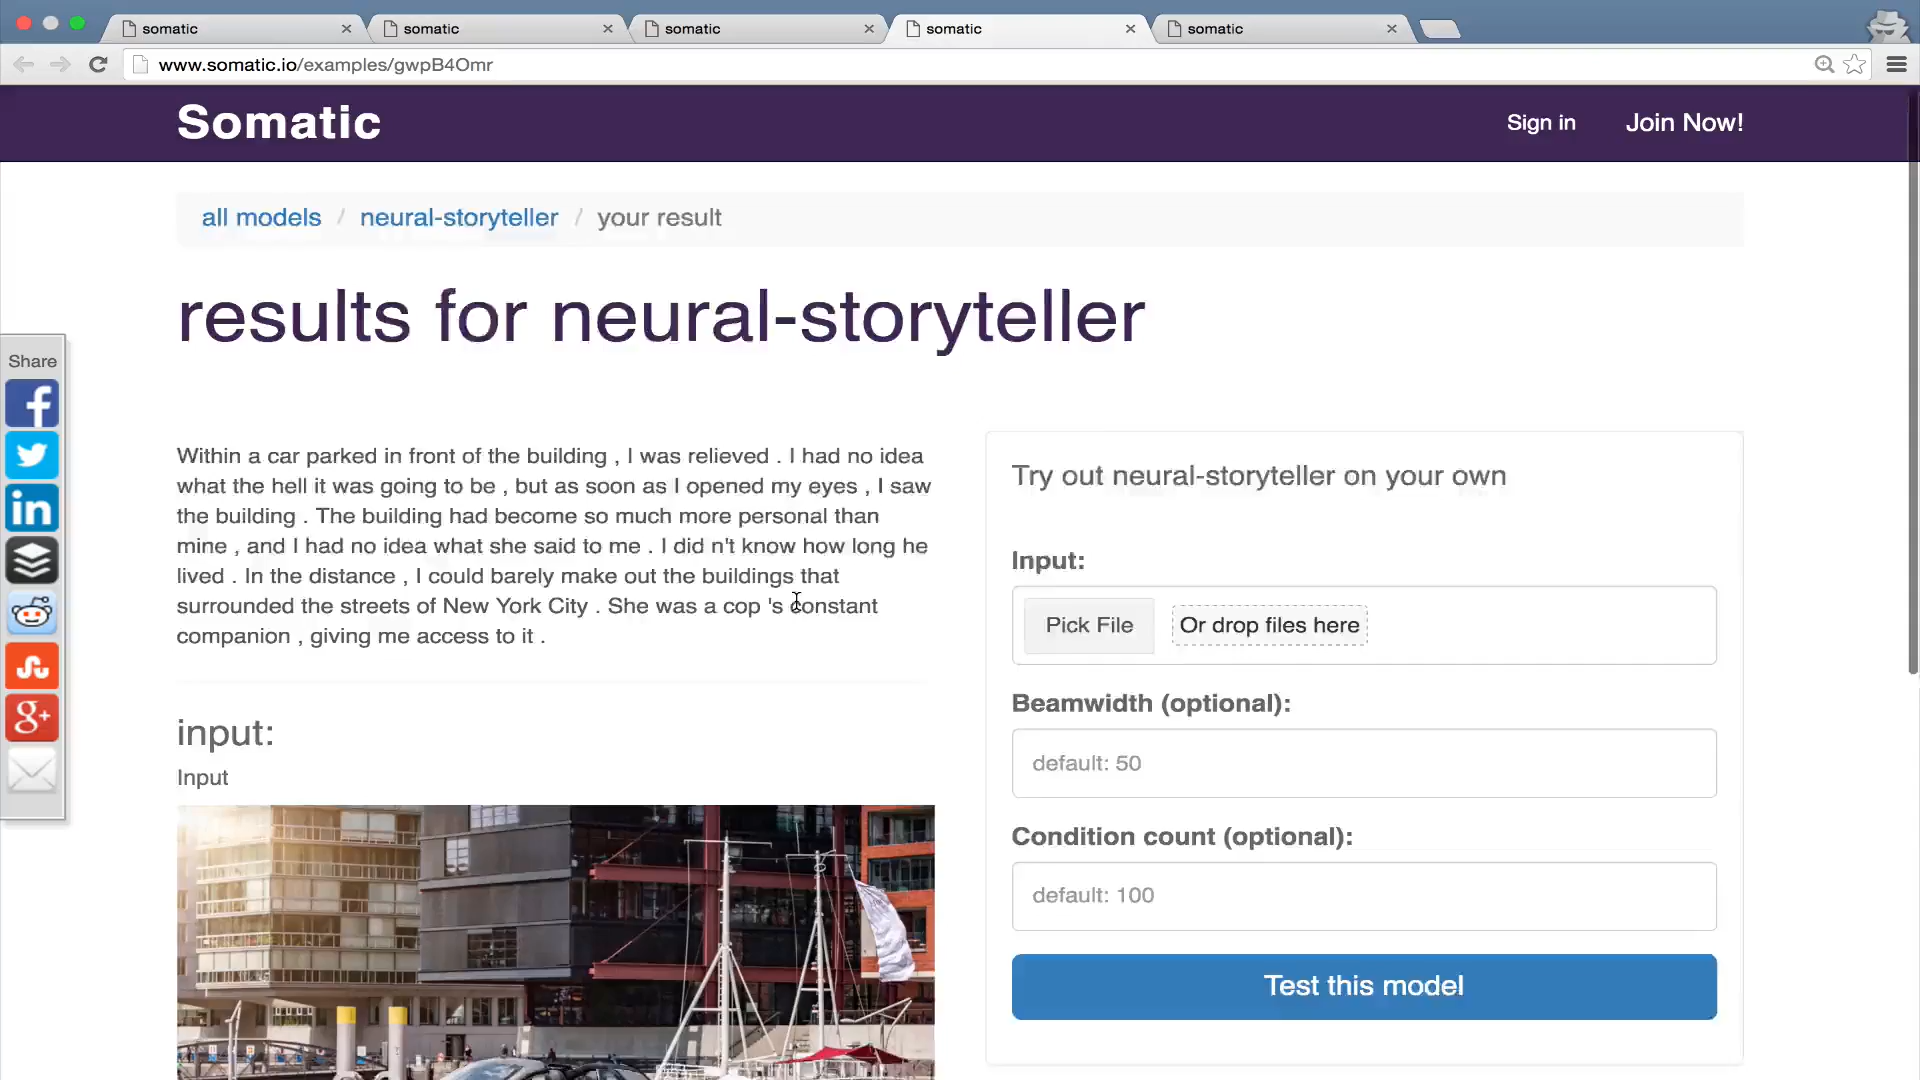 somatic somatic somatic somatic somatic
www.somatic.io/examples/gwpB4Omr
Somatic Sign in Join Now!
all models / neural-storyteller / your result
results for neural-storyteller
Share
Within a car parked in front of the building , I was relieved . I had no idea
what the hell it was going to be , but as soon as I opened my eyes , I saw
the building . The building had become so much more personal than
mine , and I had no idea what she said to me . I did n't know how long he
lived . In the distance , I could barely make out the buildings that
surrounded the streets of New York City . She was a cop 's constant
companion , giving me access to it .
input:
Input
Try out neural-storyteller on your own
Input:
Pick File Or drop files here
Beamwidth (optional):
default: 50
Condition count (optional):
default: 100
Test this model